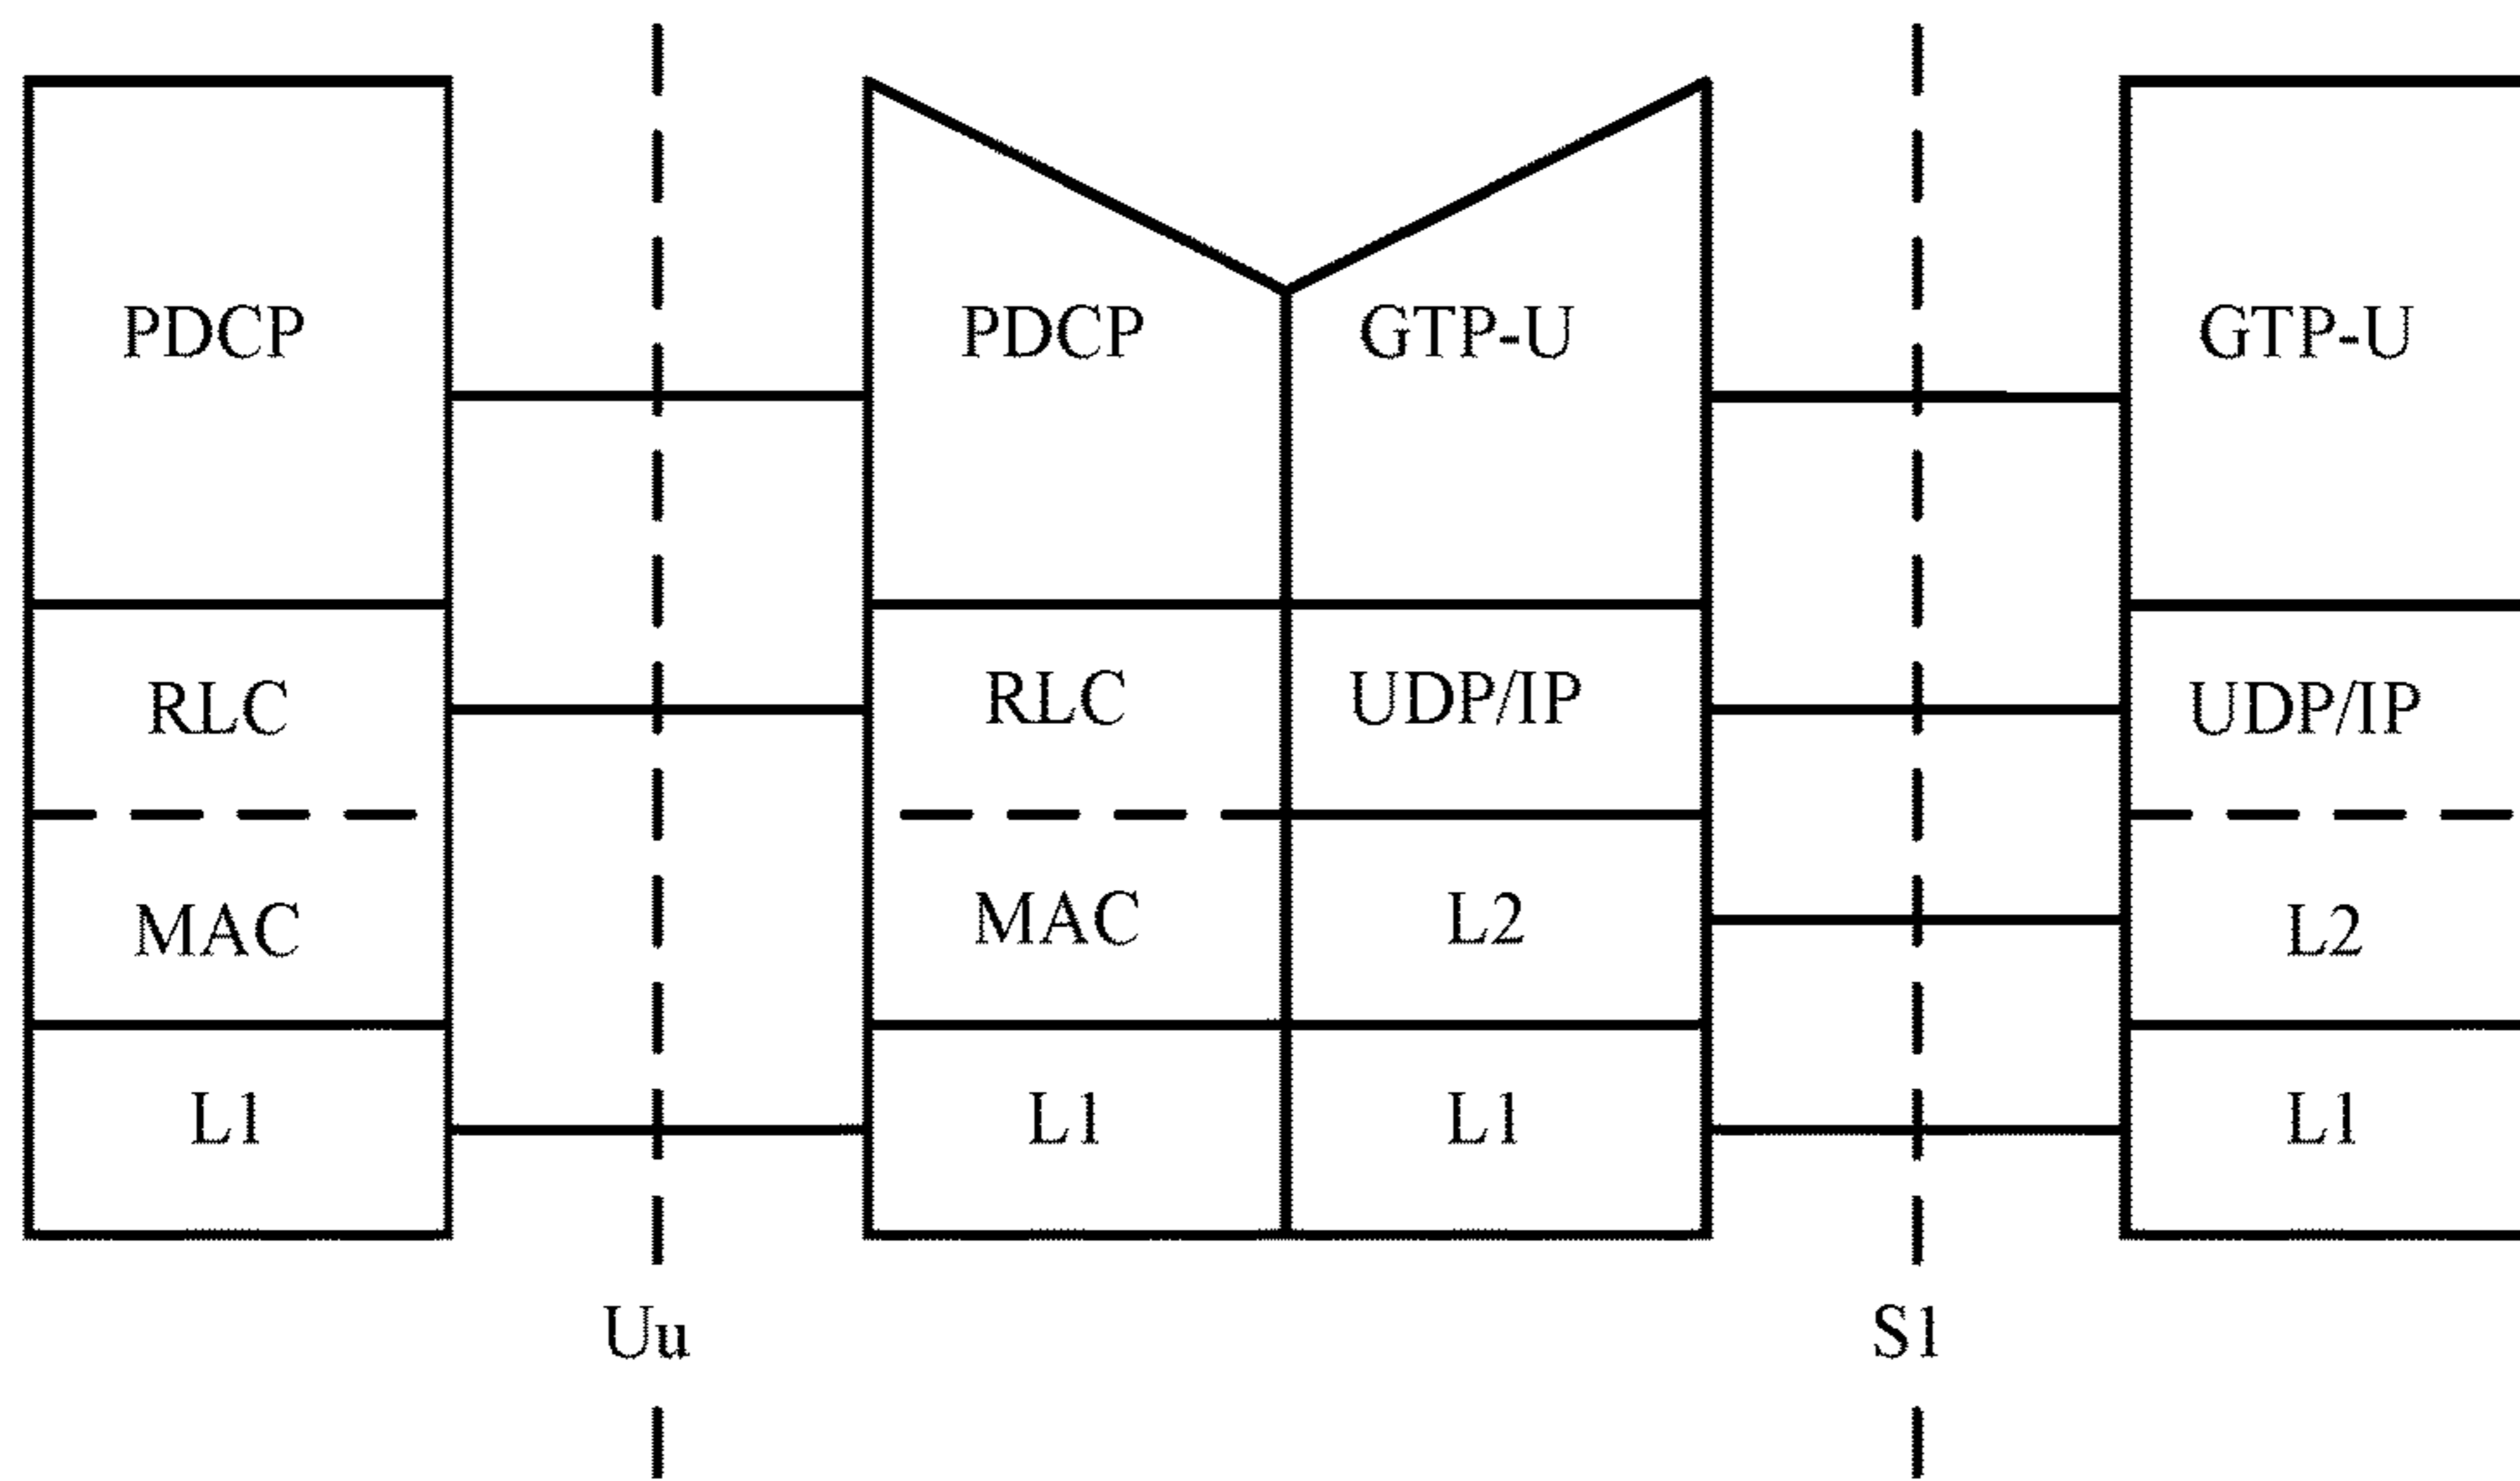 PDCP
PDCP
GTP-U
GTP-U
RLC
RLC
UDP/IP
UDP/IP
MAC
MAC
L2
L2
L1
L1
L1
L1
Uu
S1